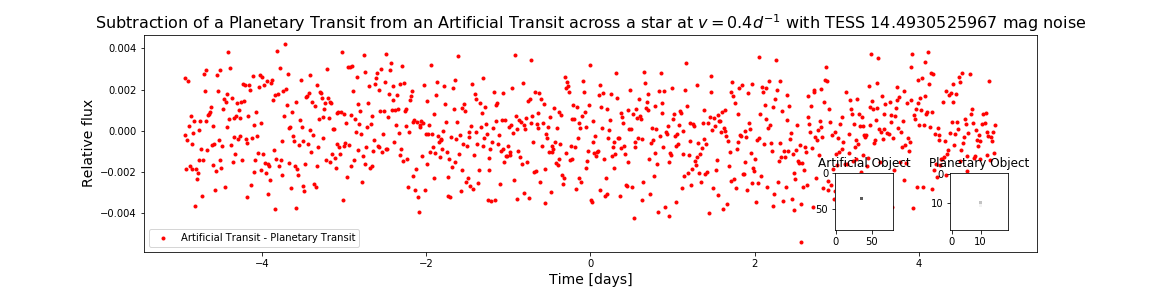 Subtraction of a Planetary Transit from an Artificial Transit across a star at v = 0.4d⁻¹ with TESS 14.4930525967 mag noise
Relative flux
0.004
0.002
0.000
−0.002
−0.004
Artificial Transit - Planetary Transit
Artificial Object
0
50
0 50
Planetary Object
0
10
0 10
−4 −2 0 2 4
Time [days]